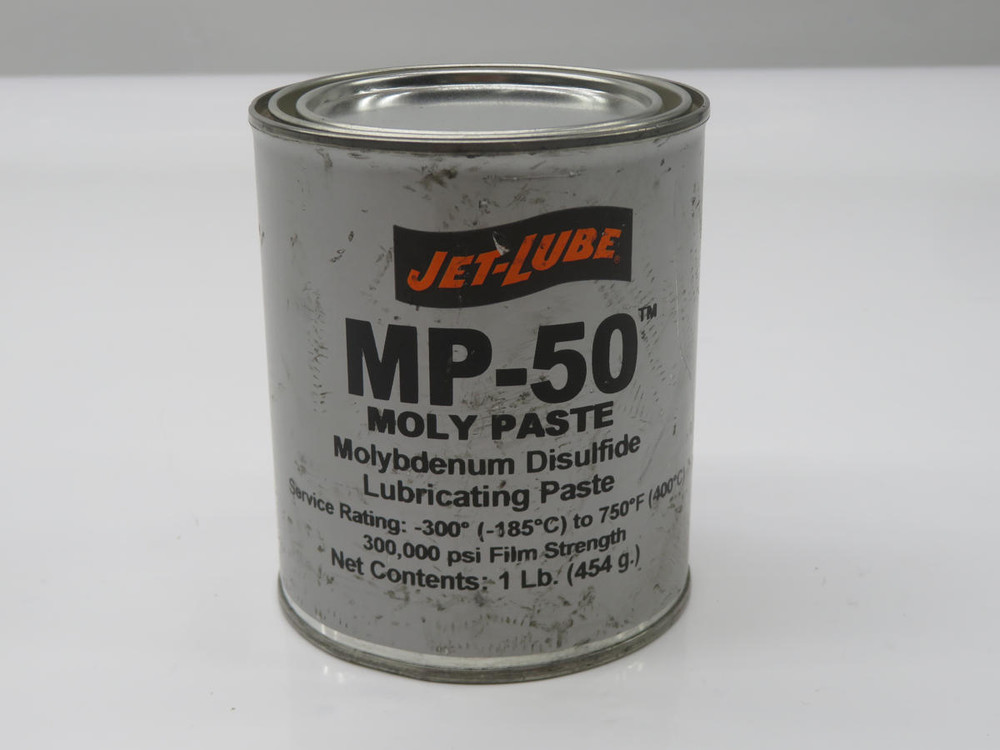 JET-LUBE®
MP-50™
MOLY PASTE
Molybdenum Disulfide
Lubricating Paste
Service Rating: -300° (-185°C) to 750°F (400°C)
300,000 psi Film Strength
Net Contents: 1 Lb. (454 g.)